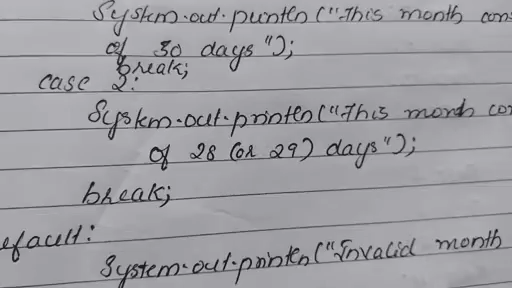 System.out.println("This month con
of 30 days");
break;
case 2:
System.out.println("This month co
of 28 (or 29) days");
break;
efault:
System.out.println("Invalid month